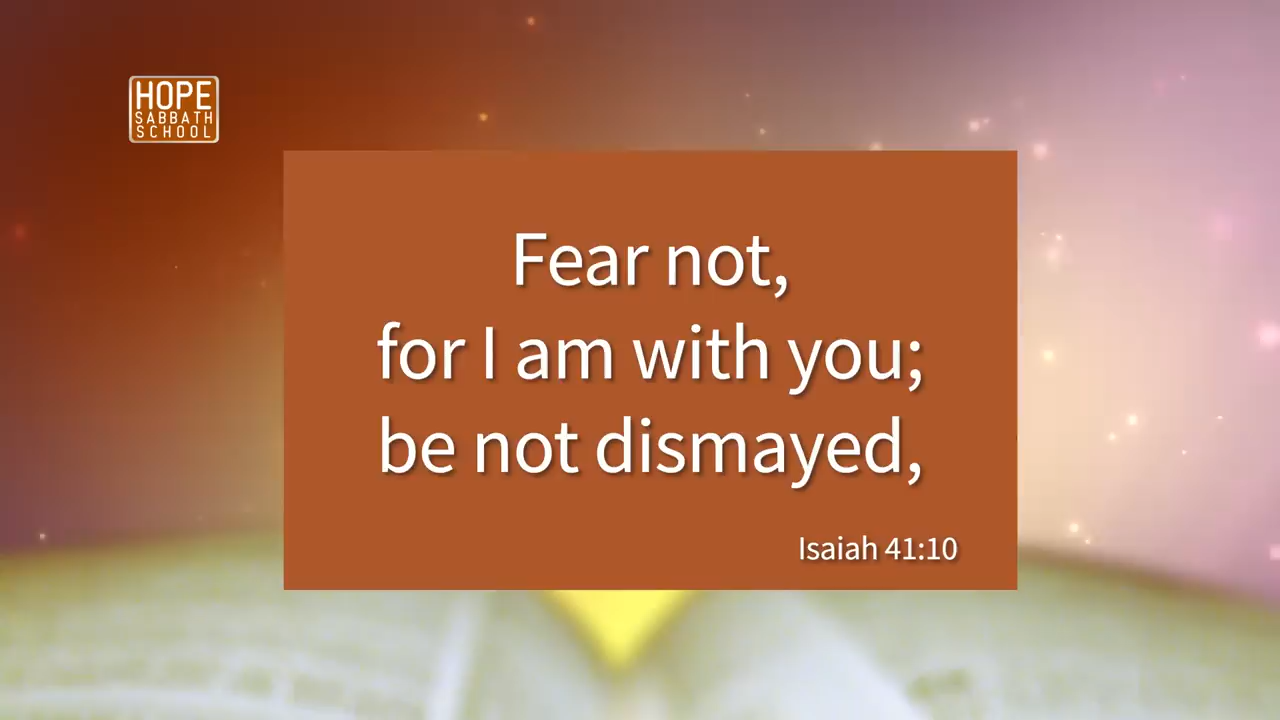 HOPE
SABBATH
SCHOOL
Fear not,
for I am with you;
be not dismayed,
Isaiah 41:10